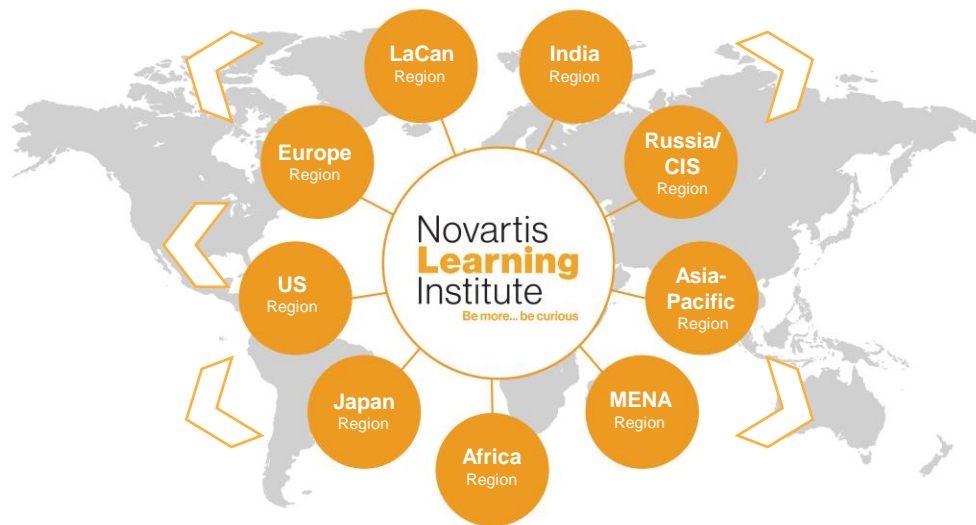 LaCan
Region
India
Region
Europe
Region
Russia/
CIS
Region
Novartis
Learning
Institute
Be more... be curious
US
Region
Asia-
Pacific
Region
Japan
Region
MENA
Region
Africa
Region